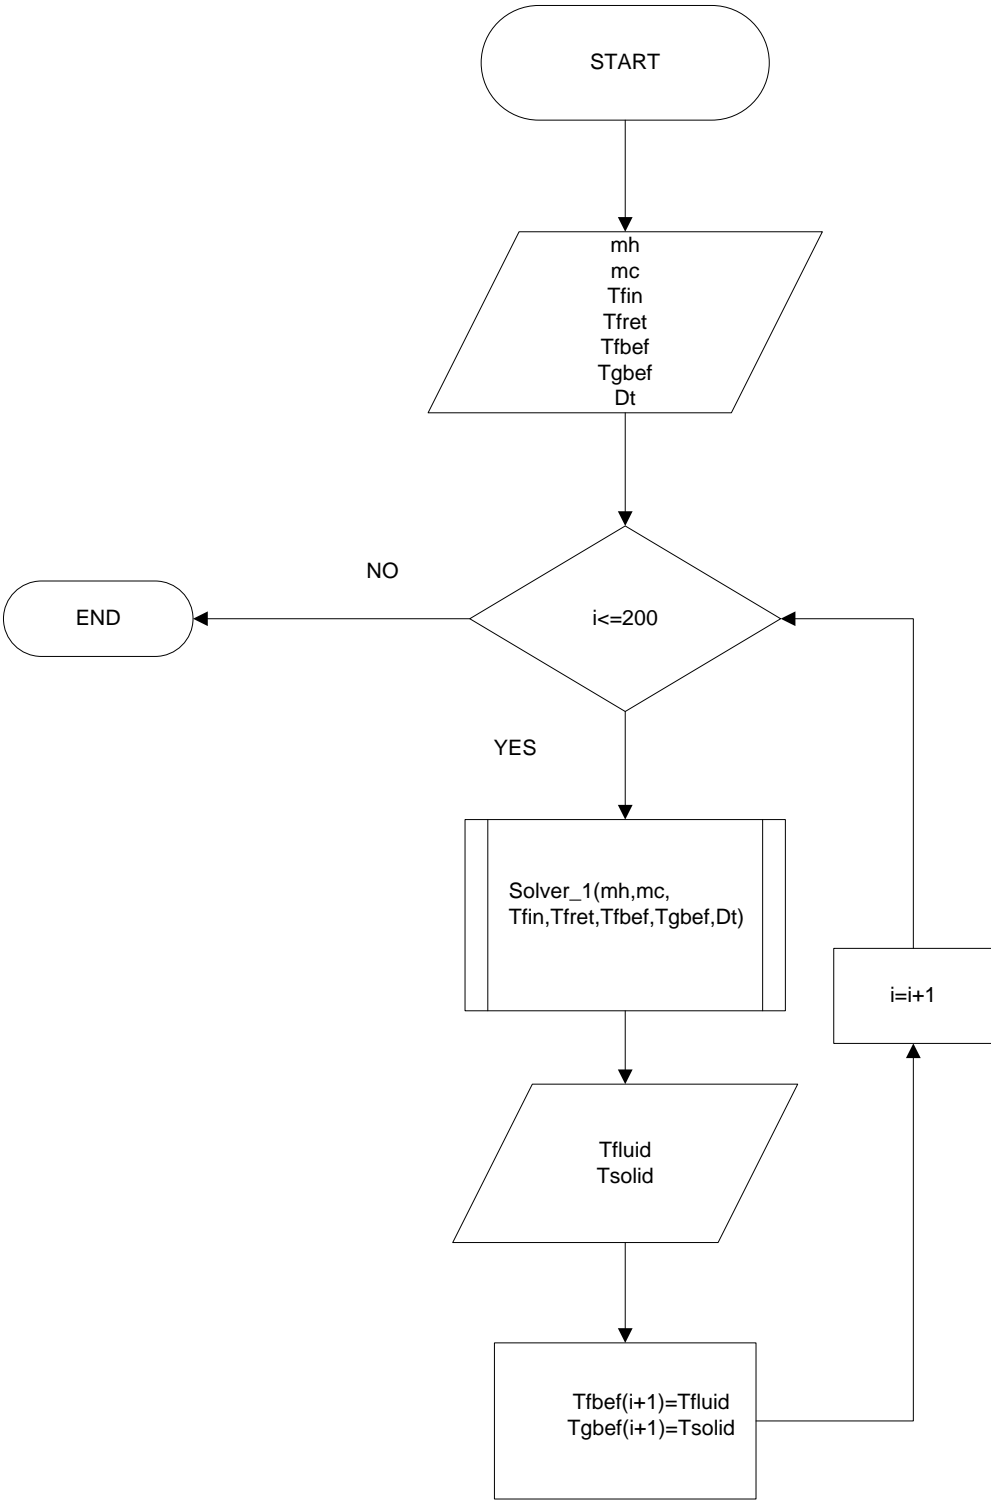 START
mh
mc
Tfin
Tfret
Tfbef
Tgbef
Dt
NO
END
i<=200
YES
Solver_1(mh,mc,
Tfin,Tfret,Tfbef,Tgbef,Dt)
i=i+1
Tfluid
Tsolid
Tfbef(i+1)=Tfluid
Tgbef(i+1)=Tsolid